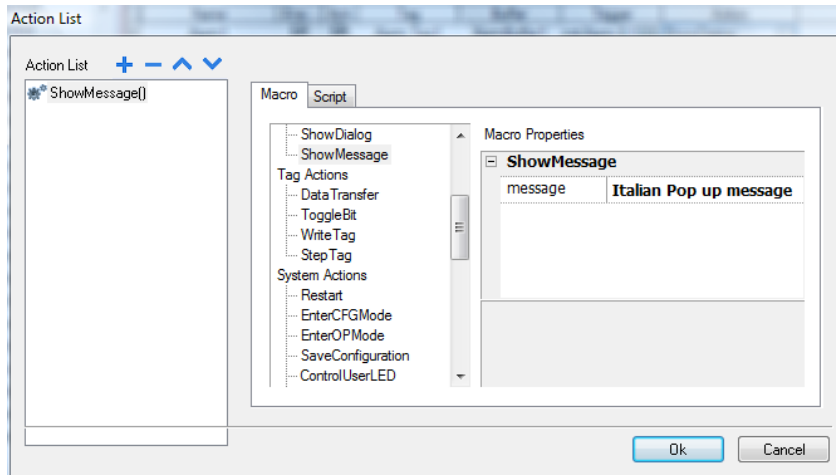 Action List
Action List
ShowMessage()
Macro
Script
ShowDialog
ShowMessage
Tag Actions
DataTransfer
ToggleBit
WriteTag
StepTag
System Actions
Restart
EnterCFGMode
EnterOPMode
SaveConfiguration
ControlUserLED
Macro Properties
ShowMessage
message Italian Pop up message
Ok
Cancel